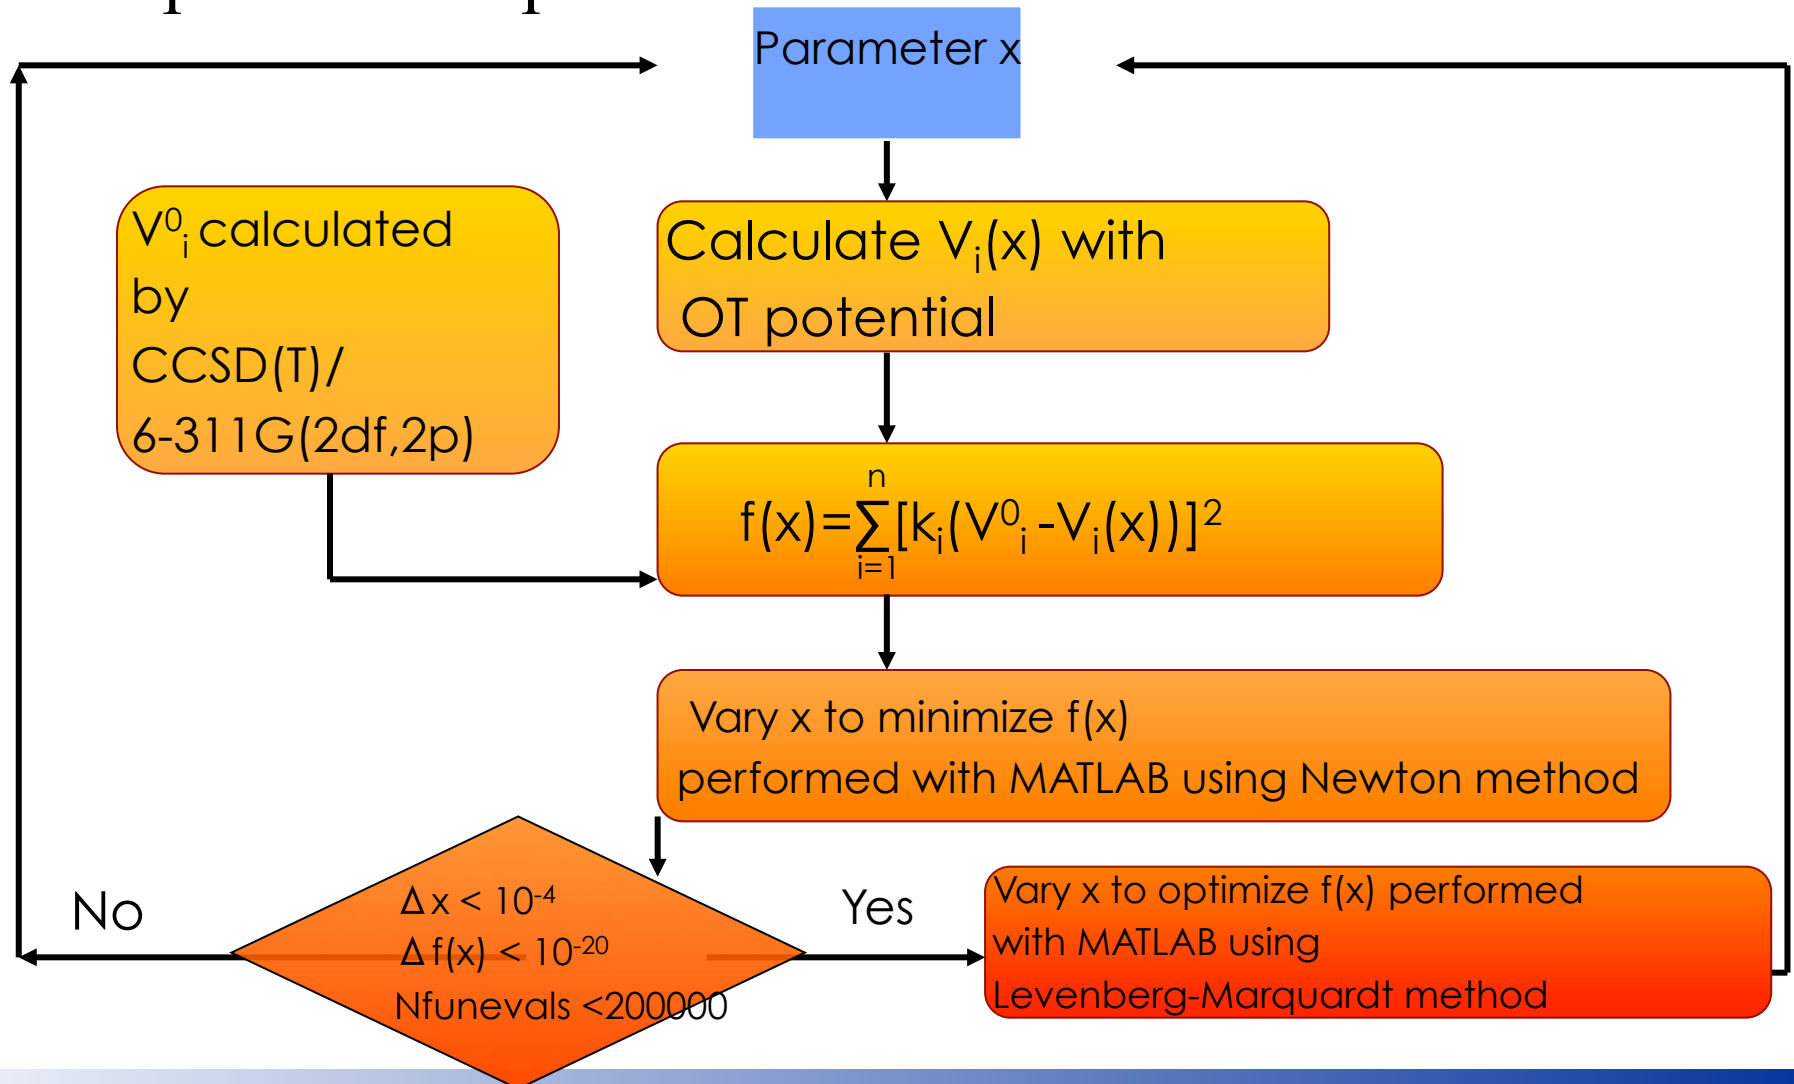 Parameter x
V⁰ᵢ calculated
by
CCSD(T)/
6-311G(2df,2p)
Calculate Vᵢ(x) with
OT potential
n
f(x)=∑[kᵢ(V⁰ᵢ-Vᵢ(x))]²
i=1
Vary x to minimize f(x)
performed with MATLAB using Newton method
No
Δx < 10⁻⁴
Δf(x) < 10⁻²⁰
Nfunevals <200000
Yes
Vary x to optimize f(x) performed
with MATLAB using
Levenberg-Marquardt method